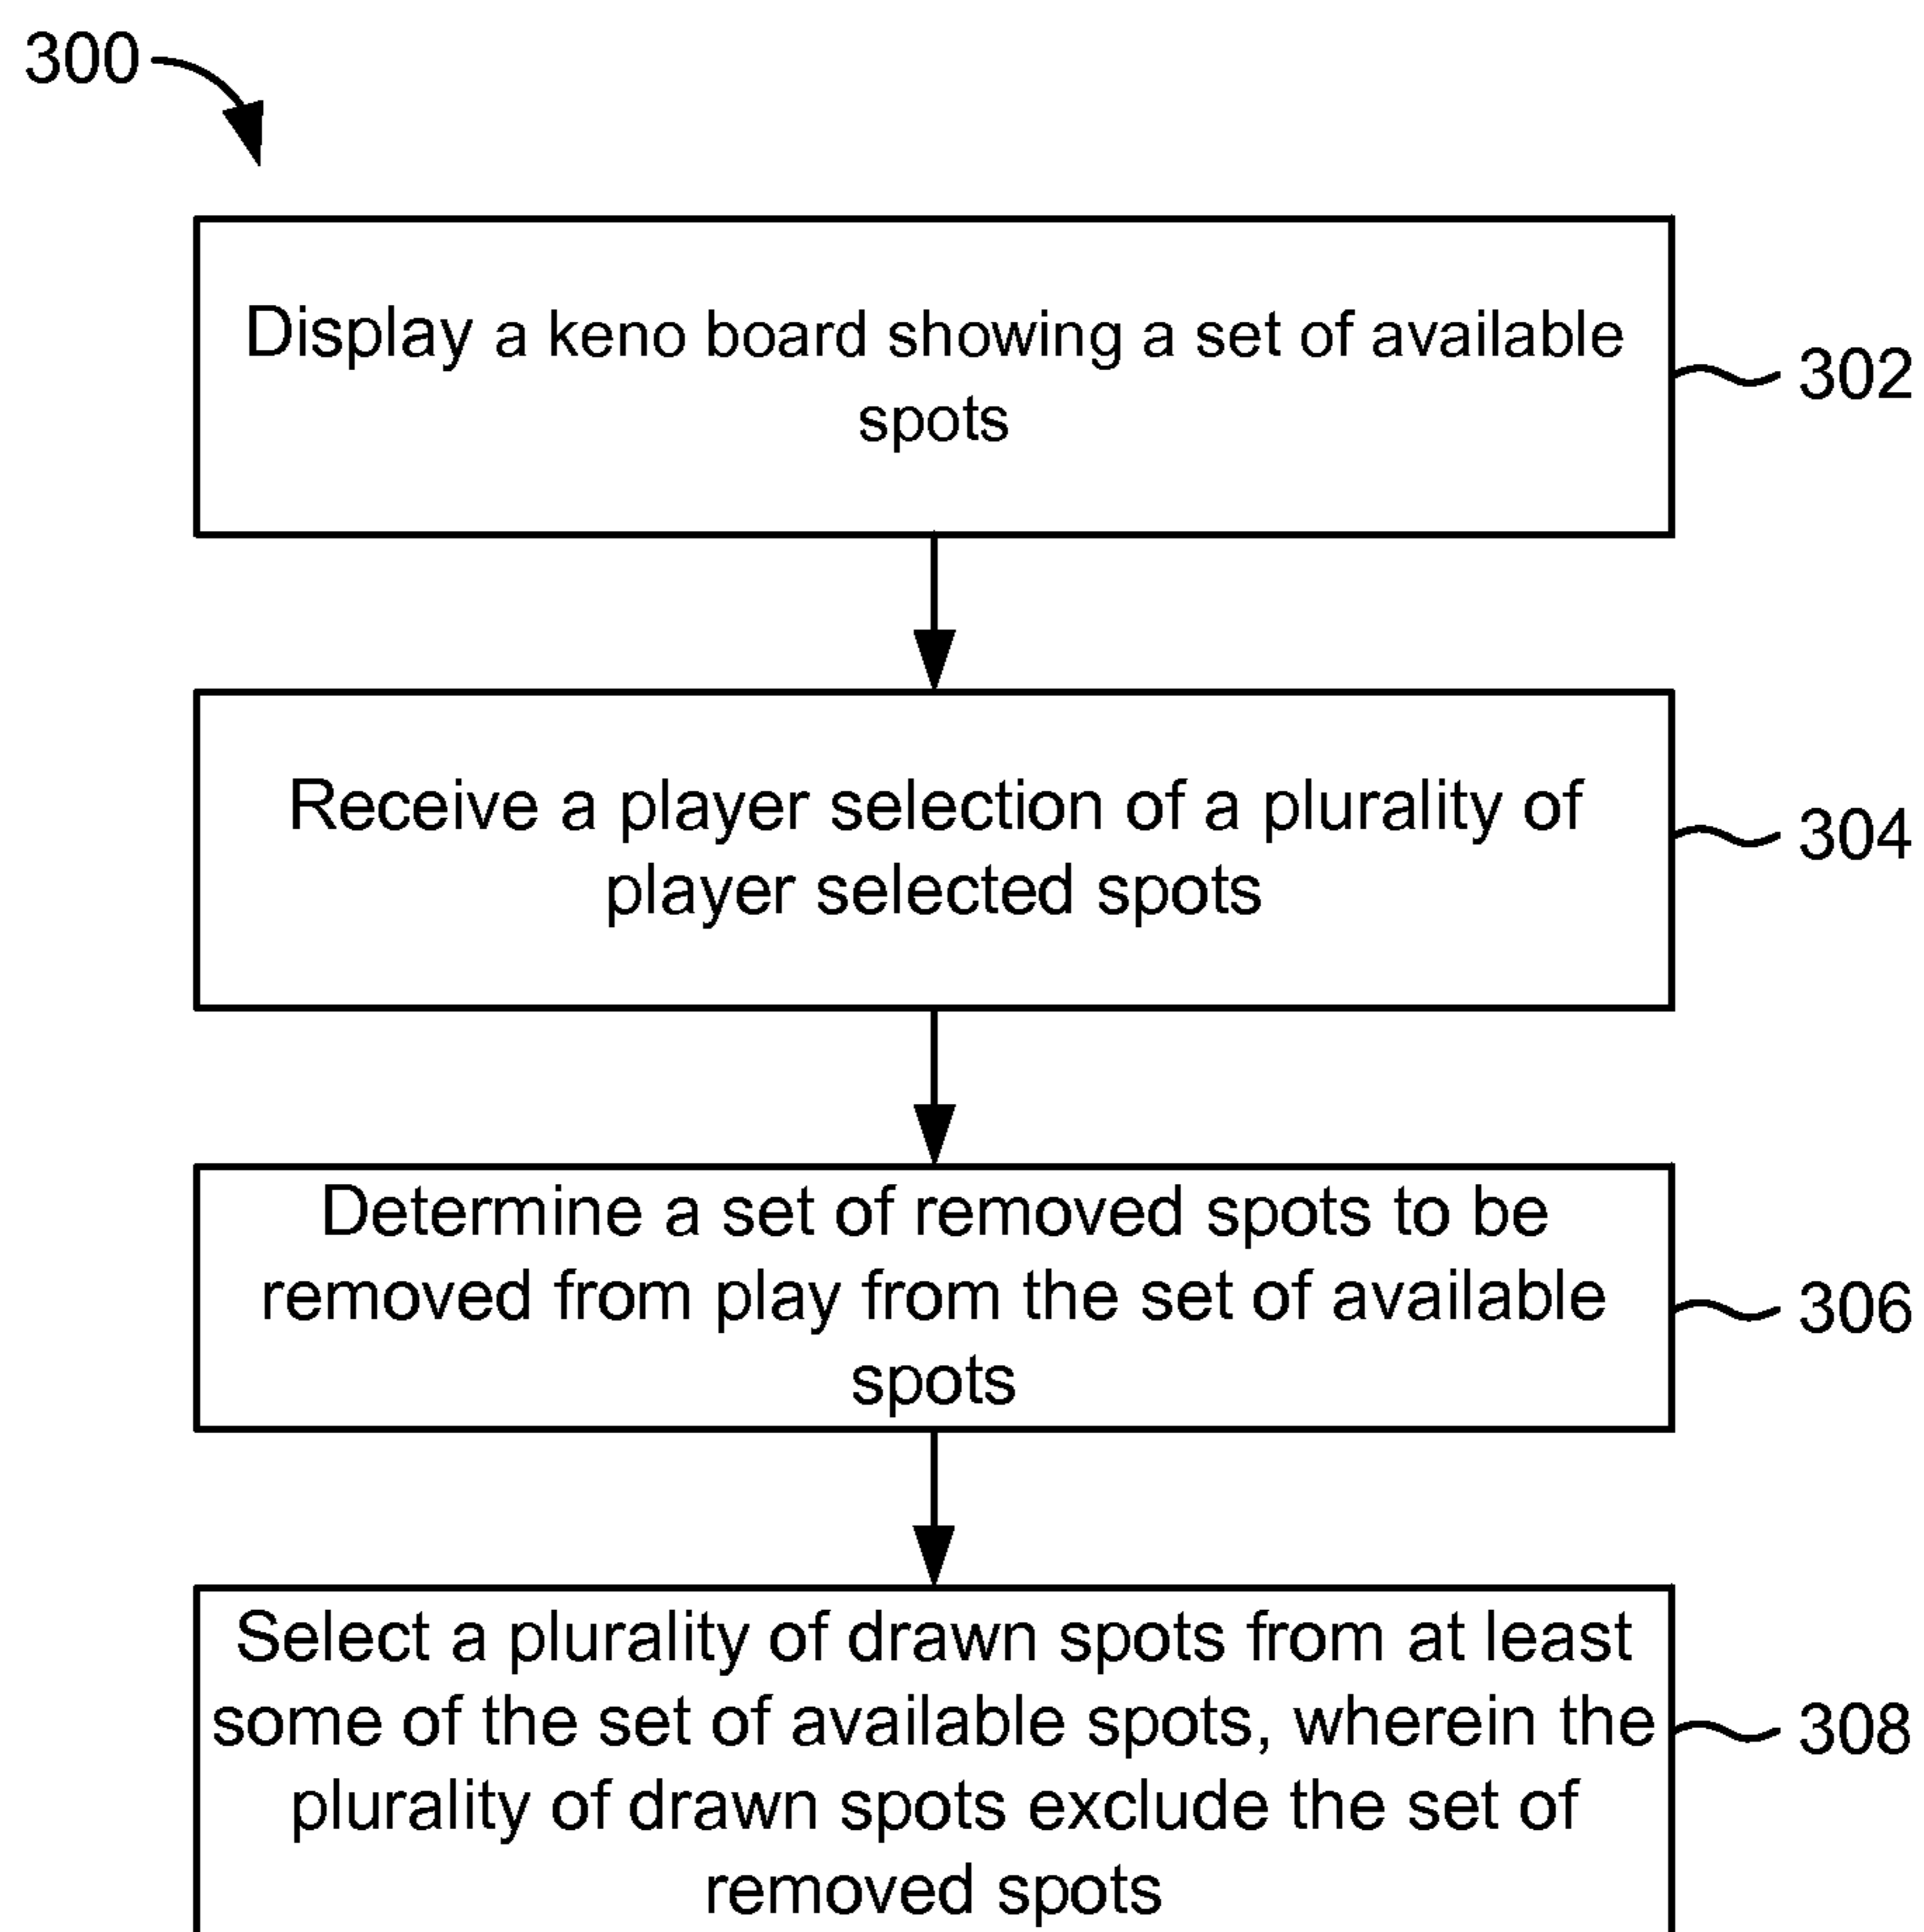 300
Display a keno board showing a set of available
spots
302
Receive a player selection of a plurality of
player selected spots
304
Determine a set of removed spots to be
removed from play from the set of available
spots
306
Select a plurality of drawn spots from at least
some of the set of available spots, wherein the
plurality of drawn spots exclude the set of
removed spots
308